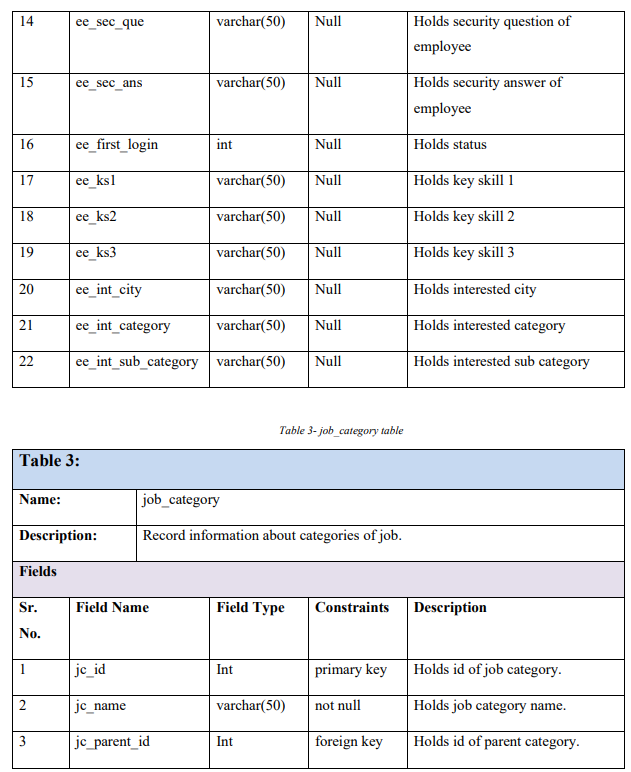 14 ee_sec_que varchar(50) Null Holds security question of
employee
15 ee_sec_ans varchar(50) Null Holds security answer of
employee
16 ee_first_login int Null Holds status
17 ee_ks1 varchar(50) Null Holds key skill 1
18 ee_ks2 varchar(50) Null Holds key skill 2
19 ee_ks3 varchar(50) Null Holds key skill 3
20 ee_int_city varchar(50) Null Holds interested city
21 ee_int_category varchar(50) Null Holds interested category
22 ee_int_sub_category varchar(50) Null Holds interested sub category
Table 3- job_category table
Table 3:
Name: job_category
Description: Record information about categories of job.
Fields
Sr. Field Name Field Type Constraints Description
No.
1 jc_id Int primary key Holds id of job category.
2 jc_name varchar(50) not null Holds job category name.
3 jc_parent_id Int foreign key Holds id of parent category.